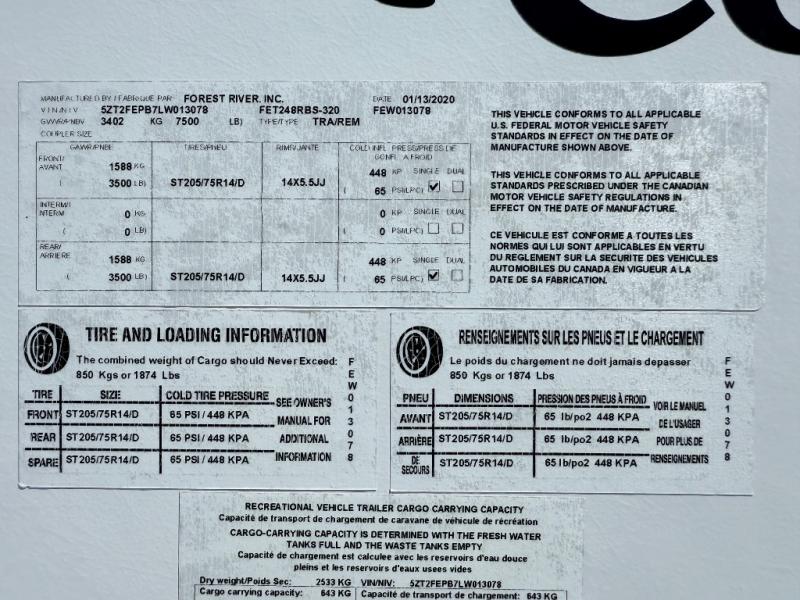 MANUFACTURED BY / FABRIQUE PAR FOREST RIVER, INC. DATE 01/13/2020
VIN/NIV 5ZT2FEPB7LW013078 FET248RBS-320 FEW013078
GVWR/PNBV 3402 KG 7500 LB) TYPE/TYPE TRA/REM
COUPLER SIZE
GAWR/PNBE TIRES/PNEU RIMS/JANTE COLD INFL. PRESS/PRESS DE
GONFL. A FROID
FRONT/
AVANT 1588 KG 448 KP SINGLE DUAL
( 3500 LB) ST205/75R14/D 14X5.5JJ ( 65 PSI/LPC)
INTERM/I
NTERM 0 KG 0 KP SINGLE DUAL
( 0 LB) ( 0 PSI/LPC)
REAR/
ARRIERE 1588 KG 448 KP SINGLE DUAL
( 3500 LB) ST205/75R14/D 14X5.5JJ ( 65 PSI/LPC)
THIS VEHICLE CONFORMS TO ALL APPLICABLE
U.S. FEDERAL MOTOR VEHICLE SAFETY
STANDARDS IN EFFECT ON THE DATE OF
MANUFACTURE SHOWN ABOVE.
THIS VEHICLE CONFORMS TO ALL APPLICABLE
STANDARDS PRESCRIBED UNDER THE CANADIAN
MOTOR VEHICLE SAFETY REGULATIONS IN
EFFECT ON THE DATE OF MANUFACTURE.
CE VEHICULE EST CONFORME A TOUTES LES
NORMES QUI LUI SONT APPLICABLES EN VERTU
DU REGLEMENT SUR LA SECURITE DES VEHICULES
AUTOMOBILES DU CANADA EN VIGUEUR A LA
DATE DE SA FABRICATION.
TIRE AND LOADING INFORMATION
The combined weight of Cargo should Never Exceed:
850 Kgs or 1874 Lbs
TIRE SIZE COLD TIRE PRESSURE SEE OWNER'S
FRONT ST205/75R14/D 65 PSI / 448 KPA MANUAL FOR
REAR ST205/75R14/D 65 PSI / 448 KPA ADDITIONAL
SPARE ST205/75R14/D 65 PSI / 448 KPA INFORMATION
FEW013078
RENSEIGNEMENTS SUR LES PNEUS ET LE CHARGEMENT
Le poids du chargement ne doit jamais depasser
850 Kgs or 1874 Lbs
PNEU DIMENSIONS PRESSION DES PNEUS À FROID VOIR LE MANUEL
AVANT ST205/75R14/D 65 lb/po2 448 KPA DE L'USAGER
ARRIÈRE ST205/75R14/D 65 lb/po2 448 KPA POUR PLUS DE
DE
SECOURS ST205/75R14/D 65 lb/po2 448 KPA RENSEIGNEMENTS
FEW013078
RECREATIONAL VEHICLE TRAILER CARGO CARRYING CAPACITY
Capacité de transport de chargement de caravane de véhicule de récréation
CARGO-CARRYING CAPACITY IS DETERMINED WITH THE FRESH WATER
TANKS FULL AND THE WASTE TANKS EMPTY
Capacité de chargement est calculee avec les reservoirs d'eau douce
pleins et les reservoirs d'eaux usees vides
Dry weight/Poids Sec: 2533 KG VIN/NIV: 5ZT2FEPB7LW013078
Cargo carrying capacity: 643 KG Capacité de transport de chargement: 643 KG